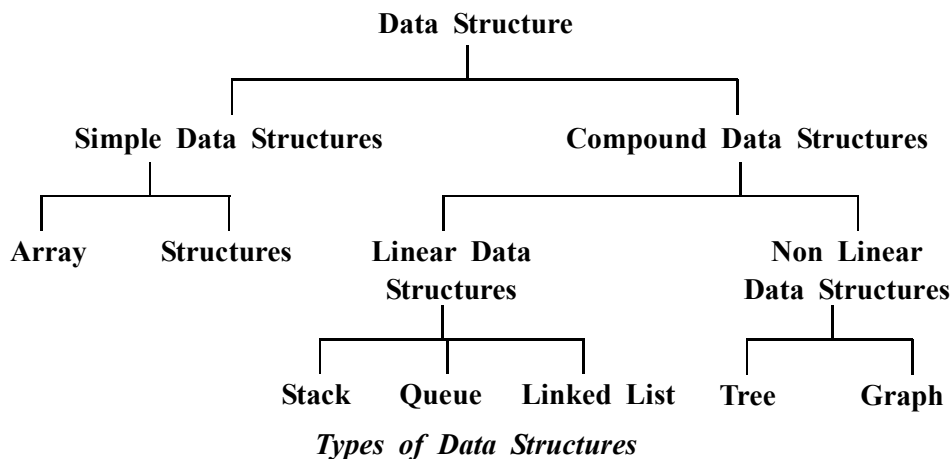 Data Structure
Simple Data Structures
Compound Data Structures
Array
Structures
Linear Data
Structures
Non Linear
Data Structures
Stack
Queue
Linked List
Tree
Graph
Types of Data Structures